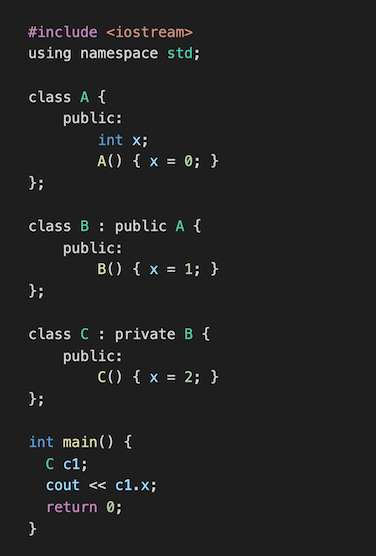 #include <iostream>
using namespace std;
class A {
public:
int x;
A() { x = 0; }
};
class B : public A {
public:
B() { x = 1; }
};
class C : private B {
public:
C() { x = 2; }
};
int main() {
C c1;
cout << c1.x;
return 0;
}